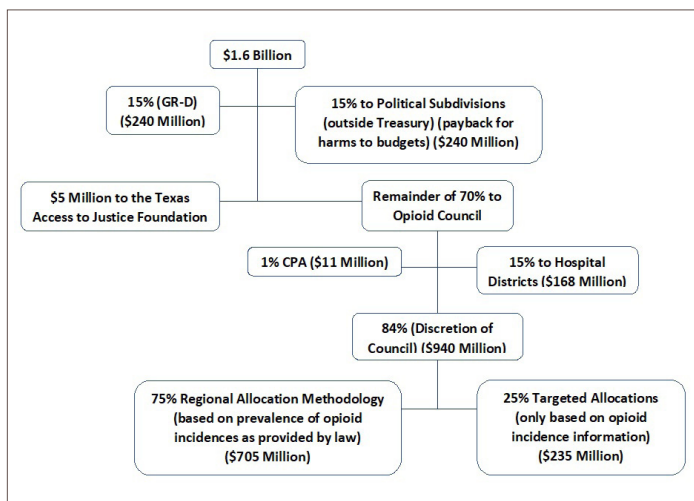 $1.6 Billion
15% (GR-D)
($240 Million)
15% to Political Subdivisions
(outside Treasury) (payback for
harms to budgets) ($240 Million)
$5 Million to the Texas
Access to Justice Foundation
Remainder of 70% to
Opioid Council
1% CPA ($11 Million)
15% to Hospital
Districts ($168 Million)
84% (Discretion of
Council) ($940 Million)
75% Regional Allocation Methodology
(based on prevalence of opioid
incidences as provided by law)
($705 Million)
25% Targeted Allocations
(only based on opioid
incidence information)
($235 Million)